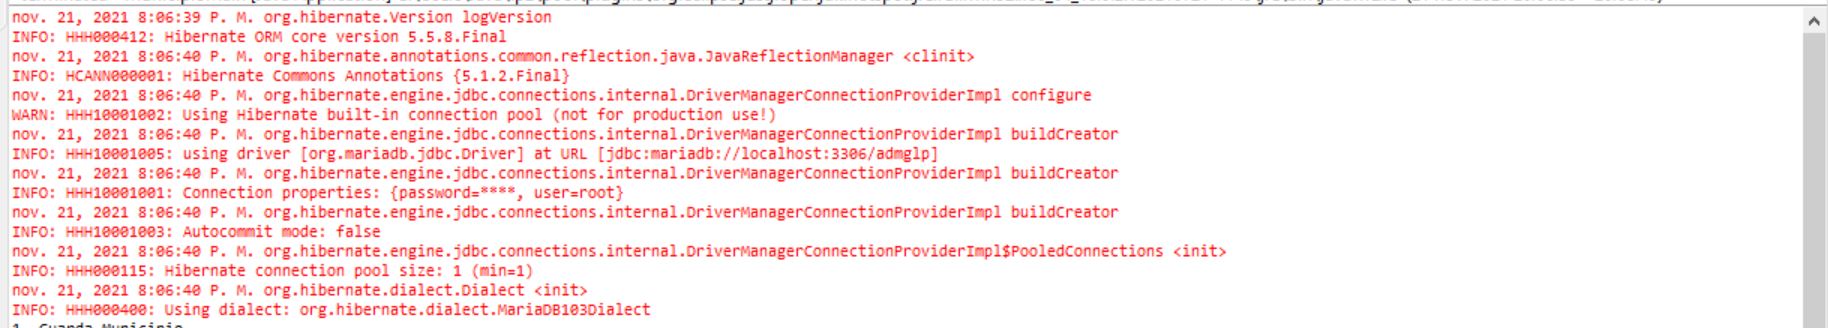 nov. 21, 2021 8:06:39 P. M. org.hibernate.Version logVersion
INFO: HHH000412: Hibernate ORM core version 5.5.8.Final
nov. 21, 2021 8:06:40 P. M. org.hibernate.annotations.common.reflection.java.JavaReflectionManager <clinit>
INFO: HCANN000001: Hibernate Commons Annotations {5.1.2.Final}
nov. 21, 2021 8:06:40 P. M. org.hibernate.engine.jdbc.connections.internal.DriverManagerConnectionProviderImpl configure
WARN: HHH10001002: Using Hibernate built-in connection pool (not for production use!)
nov. 21, 2021 8:06:40 P. M. org.hibernate.engine.jdbc.connections.internal.DriverManagerConnectionProviderImpl buildCreator
INFO: HHH10001005: using driver [org.mariadb.jdbc.Driver] at URL [jdbc:mariadb://localhost:3306/admglp]
nov. 21, 2021 8:06:40 P. M. org.hibernate.engine.jdbc.connections.internal.DriverManagerConnectionProviderImpl buildCreator
INFO: HHH10001001: Connection properties: {password=****, user=root}
nov. 21, 2021 8:06:40 P. M. org.hibernate.engine.jdbc.connections.internal.DriverManagerConnectionProviderImpl buildCreator
INFO: HHH10001003: Autocommit mode: false
nov. 21, 2021 8:06:40 P. M. org.hibernate.engine.jdbc.connections.internal.DriverManagerConnectionProviderImpl$PooledConnections <init>
INFO: HHH000115: Hibernate connection pool size: 1 (min=1)
nov. 21, 2021 8:06:40 P. M. org.hibernate.dialect.Dialect <init>
INFO: HHH000400: Using dialect: org.hibernate.dialect.MariaDB103Dialect
1. Guarda Municipio